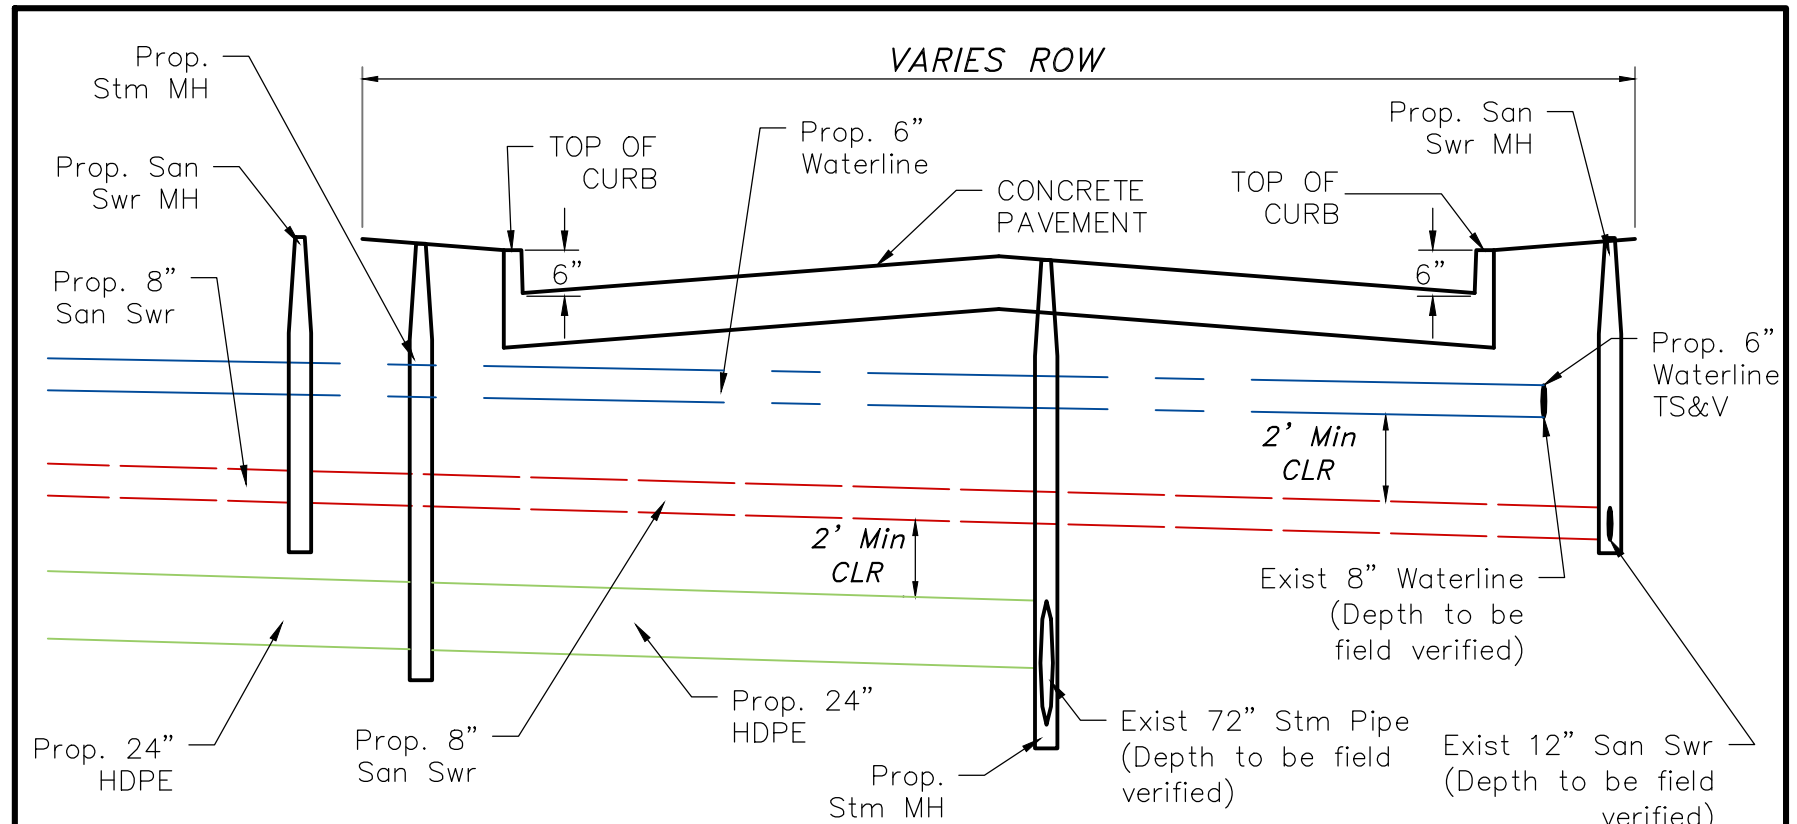 VARIES ROW
Prop.
Stm MH
Prop. San
Swr MH
Prop. 8”
San Swr
TOP OF
CURB
6”
Prop. 6”
Waterline
CONCRETE
PAVEMENT
TOP OF
CURB
6”
Prop. San
Swr MH
Prop. 6”
Waterline
TS&V
2’ Min
CLR
2’ Min
CLR
Exist 8” Waterline
(Depth to be
field verified)
Prop. 24”
HDPE
Prop. 8”
San Swr
Prop. 24”
HDPE
Prop.
Stm MH
Exist 72” Stm Pipe
(Depth to be field
verified)
Exist 12” San Swr
(Depth to be field
verified)